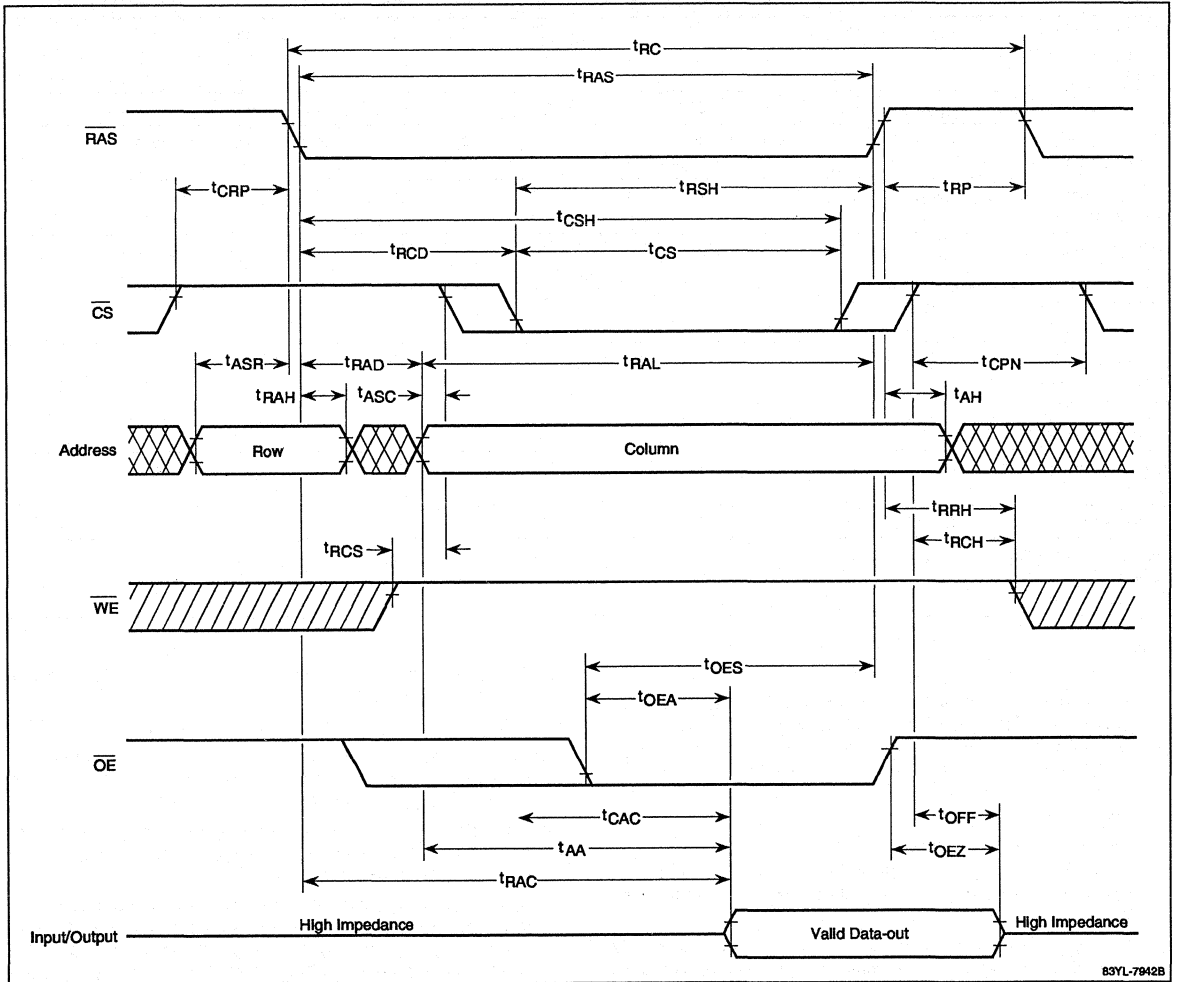 tRC
tRAS
RAS
tCRP
tRSH
tRP
tCSH
tRCD
tCS
CS
tASR
tRAD
tRAL
tCPN
tRAH
tASC
tAH
Address
Row
Column
tRRH
tRCS
tRCH
WE
tOES
tOEA
OE
tCAC
tOFF
tAA
tOEZ
tRAC
Input/Output
High Impedance
Valid Data-out
High Impedance
83YL-7942B